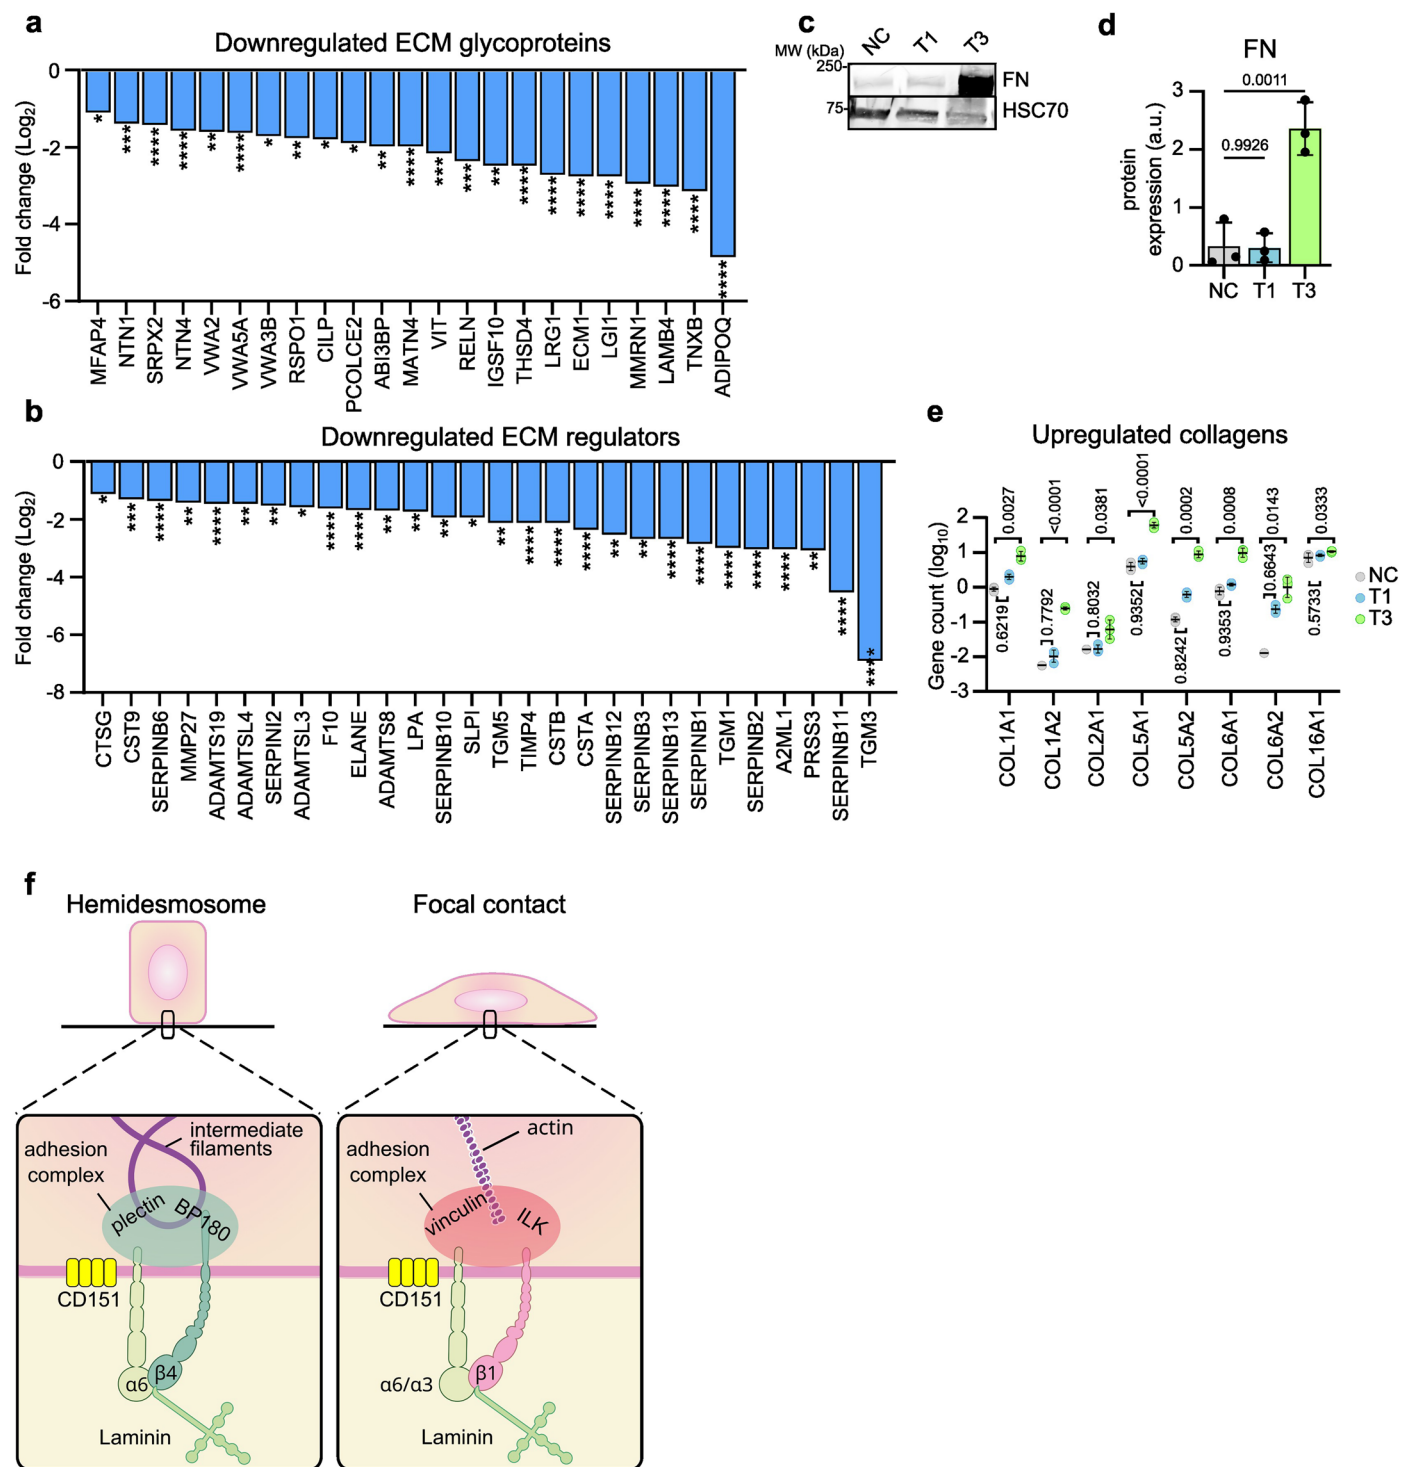 a
Downregulated ECM glycoproteins
Fold change (Log2)
0
-2
-4
-6
*
***
****
****
**
****
*
**
*
*
**
****
***
***
**
****
****
****
****
****
****
****
****
MFAP4
NTN1
SRPX2
NTN4
VWA2
VWA5A
VWA3B
RSPO1
CILP
PCOLCE2
ABI3BP
MATN4
VIT
RELN
IGSF10
THSD4
LRG1
ECM1
LGI1
MMRN1
LAMB4
TNXB
ADIPOQ
c
MW (kDa)
NC
T1
T3
250-
FN
75-
HSC70
d
FN
protein
expression (a.u.)
3
2
1
0
0.0011
0.9926
NC
T1
T3
b
Downregulated ECM regulators
Fold change (Log2)
0
-2
-4
-6
-8
*
***
****
**
****
**
**
*
****
****
**
**
**
*
**
****
**
****
**
**
****
****
****
****
****
**
****
****
CTSG
CST9
SERPINB6
MMP27
ADAMTS19
ADAMTSL4
SERPINI2
ADAMTSL3
F10
ELANE
ADAMTS8
LPA
SERPINB10
SLPI
TGM5
TIMP4
CSTB
CSTA
SERPINB12
SERPINB3
SERPINB13
SERPINB1
TGM1
SERPINB2
A2ML1
PRSS3
SERPINB11
TGM3
e
Upregulated collagens
Gene count (log10)
2
1
0
-1
-2
-3
0.0027
<0.0001
0.0381
<0.0001
0.0002
0.0008
0.0143
0.0333
0.6219
0.7792
0.8032
0.9352
0.8242
0.9353
0.6643
0.5733
COL1A1
COL1A2
COL2A1
COL5A1
COL5A2
COL6A1
COL6A2
COL16A1
NC
T1
T3
f
Hemidesmosome
intermediate
filaments
adhesion
complex
plectin
BP180
CD151
α6
β4
Laminin
Focal contact
actin
adhesion
complex
vinculin
ILK
CD151
α6/α3
β1
Laminin